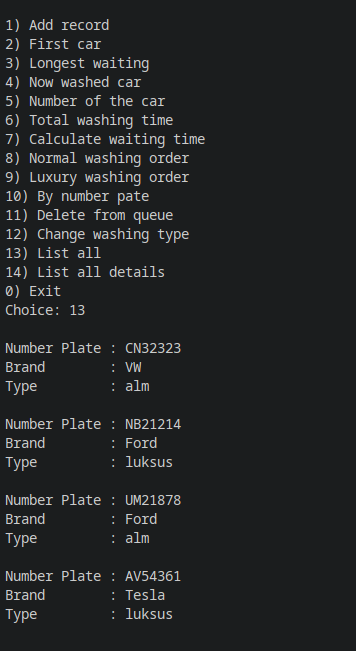 1) Add record
2) First car
3) Longest waiting
4) Now washed car
5) Number of the car
6) Total washing time
7) Calculate waiting time
8) Normal washing order
9) Luxury washing order
10) By number pate
11) Delete from queue
12) Change washing type
13) List all
14) List all details
0) Exit
Choice: 13

Number Plate : CN32323
Brand        : VW
Type         : alm

Number Plate : NB21214
Brand        : Ford
Type         : luksus

Number Plate : UM21878
Brand        : Ford
Type         : alm

Number Plate : AV54361
Brand        : Tesla
Type         : luksus